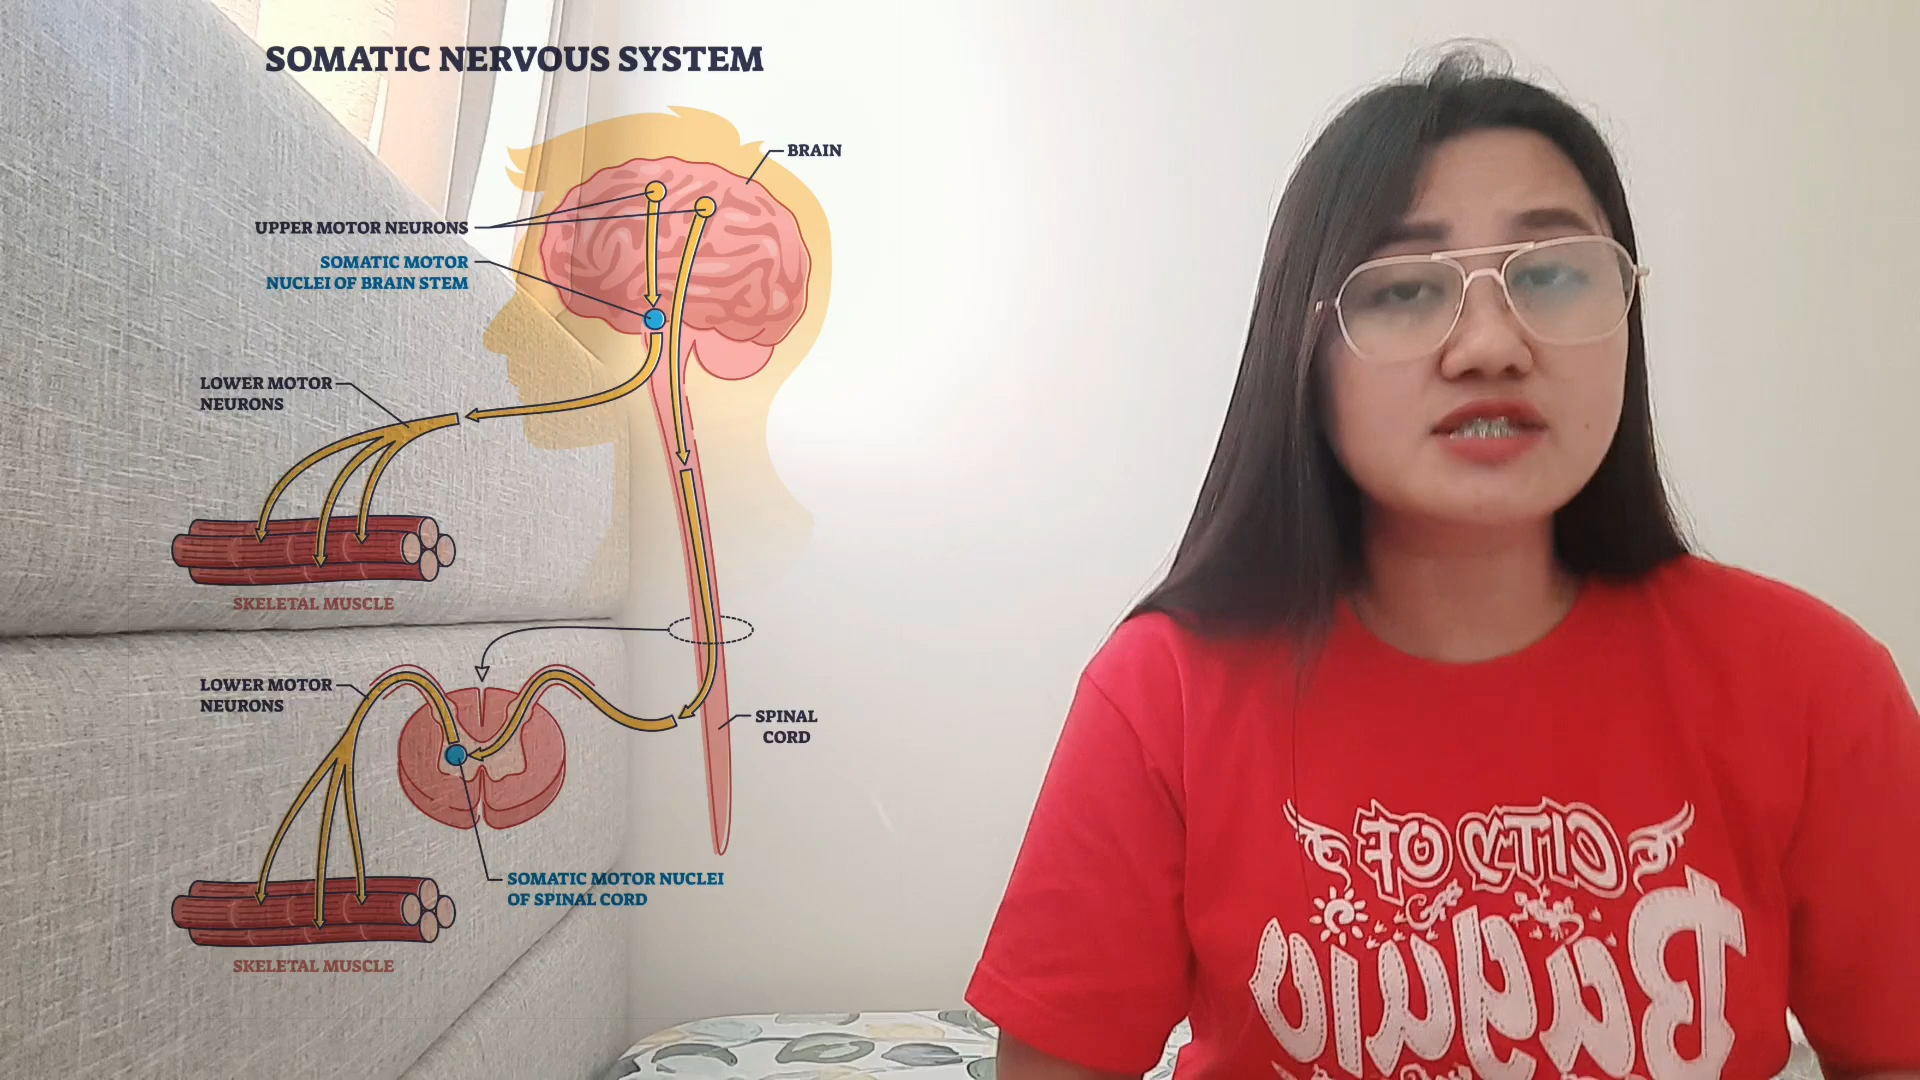 SOMATIC NERVOUS SYSTEM
BRAIN
UPPER MOTOR NEURONS
SOMATIC MOTOR
NUCLEI OF BRAIN STEM
LOWER MOTOR
NEURONS
SKELETAL MUSCLE
LOWER MOTOR
NEURONS
SPINAL
CORD
SOMATIC MOTOR NUCLEI
OF SPINAL CORD
SKELETAL MUSCLE
CITY OF
Baguio